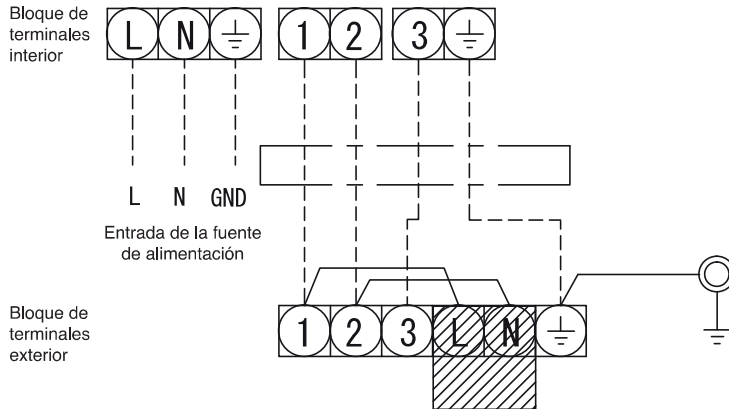 Bloque de
terminales
interior
L N 1 2 3
L N GND
Entrada de la fuente
de alimentación
Bloque de
terminales
exterior
1 2 3 L N